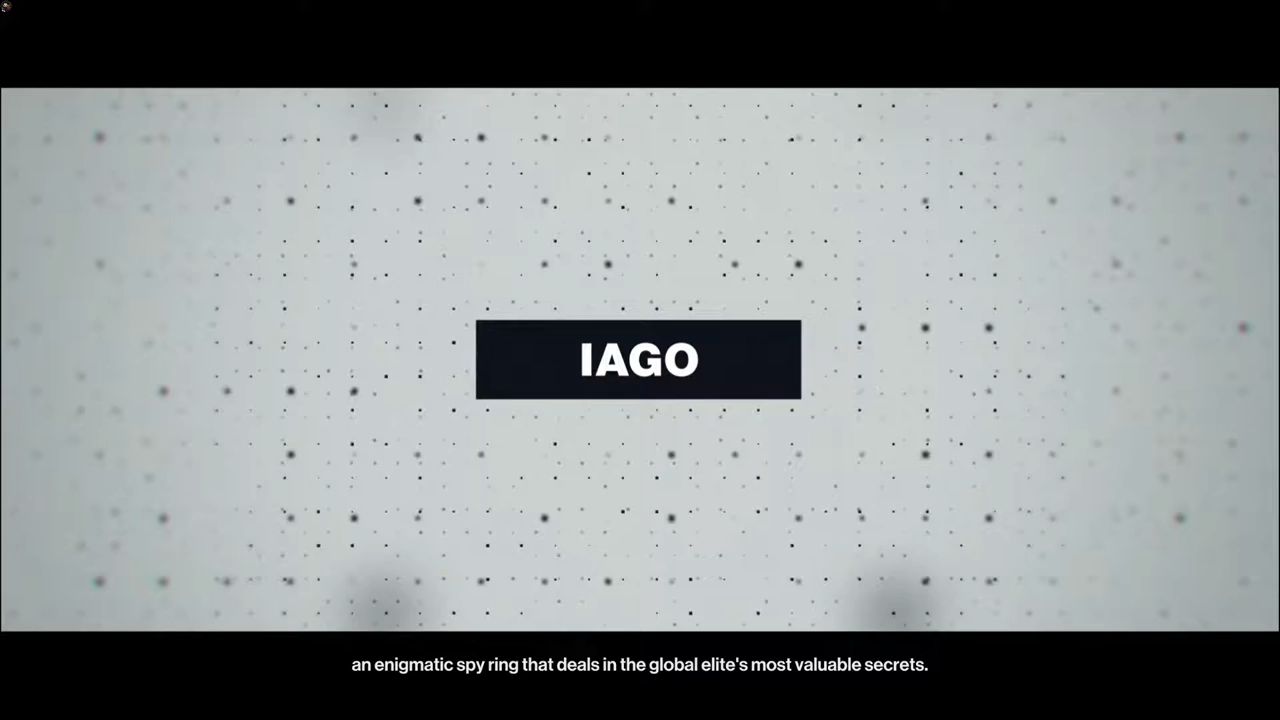 IAGO
an enigmatic spy ring that deals in the global elite's most valuable secrets.